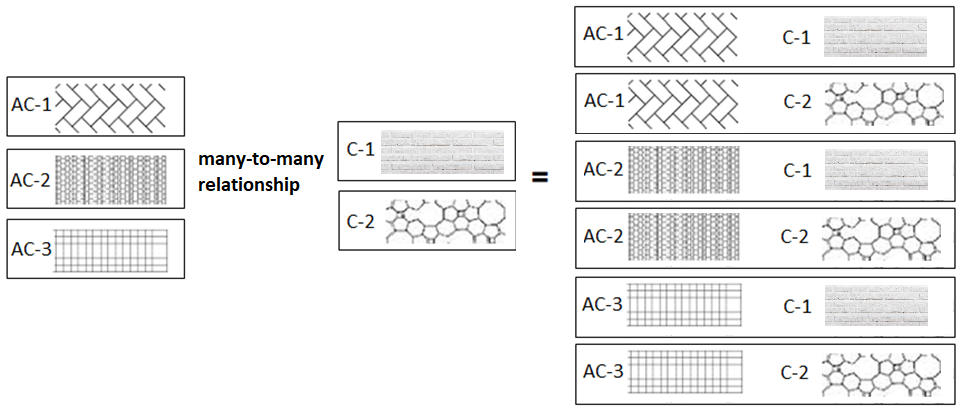 AC-1
AC-2
AC-3
many-to-many
relationship
C-1
C-2
=
AC-1 C-1
AC-1 C-2
AC-2 C-1
AC-2 C-2
AC-3 C-1
AC-3 C-2